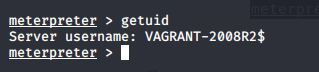 meterpreter > getuid
Server username: VAGRANT-2008R2$
meterpreter >